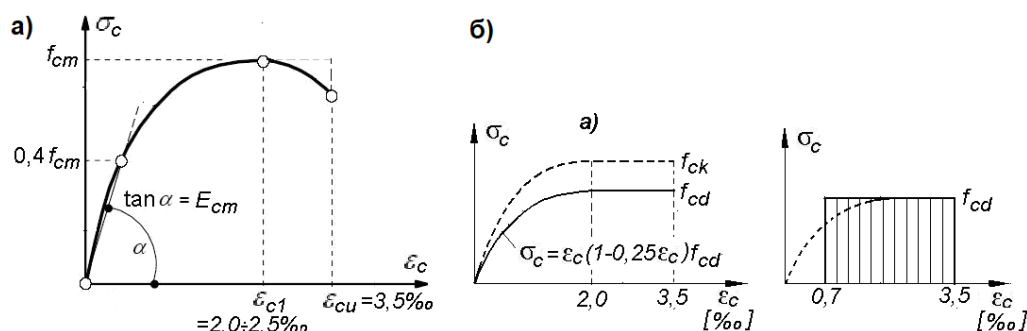 а)
σc
fcm
0,4 fcm
tan α = Ecm
α
εc
εc1
εcu = 3,5‰
=2,0÷2,5‰
б)
а)
σc
fck
fcd
σc = εc(1-0,25εc)fcd
2,0
3,5
εc
[‰]
σc
fcd
0,7
3,5
εc
[‰]